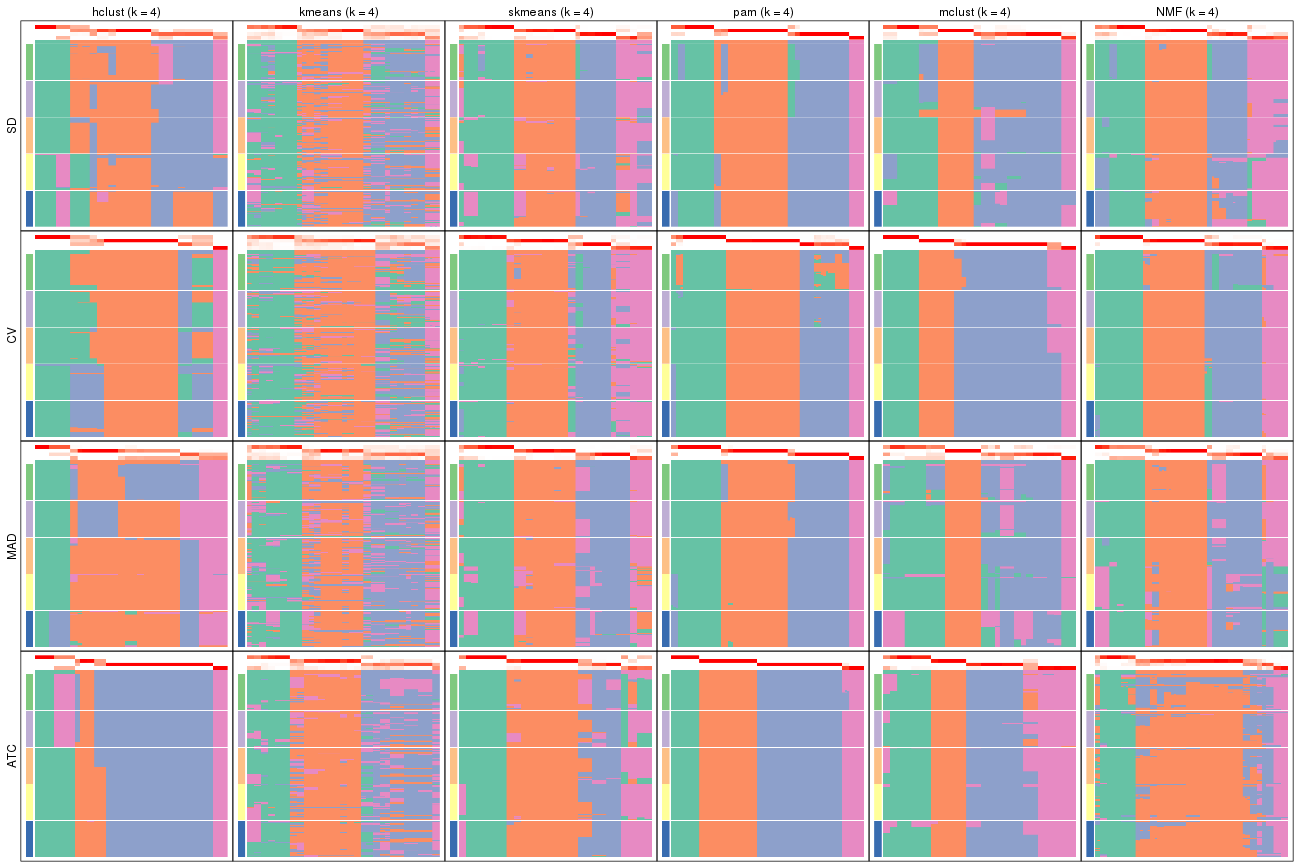 hclust (k = 4) kmeans (k = 4) skmeans (k = 4) pam (k = 4) mclust (k = 4) NMF (k = 4)
SD
CV
MAD
ATC